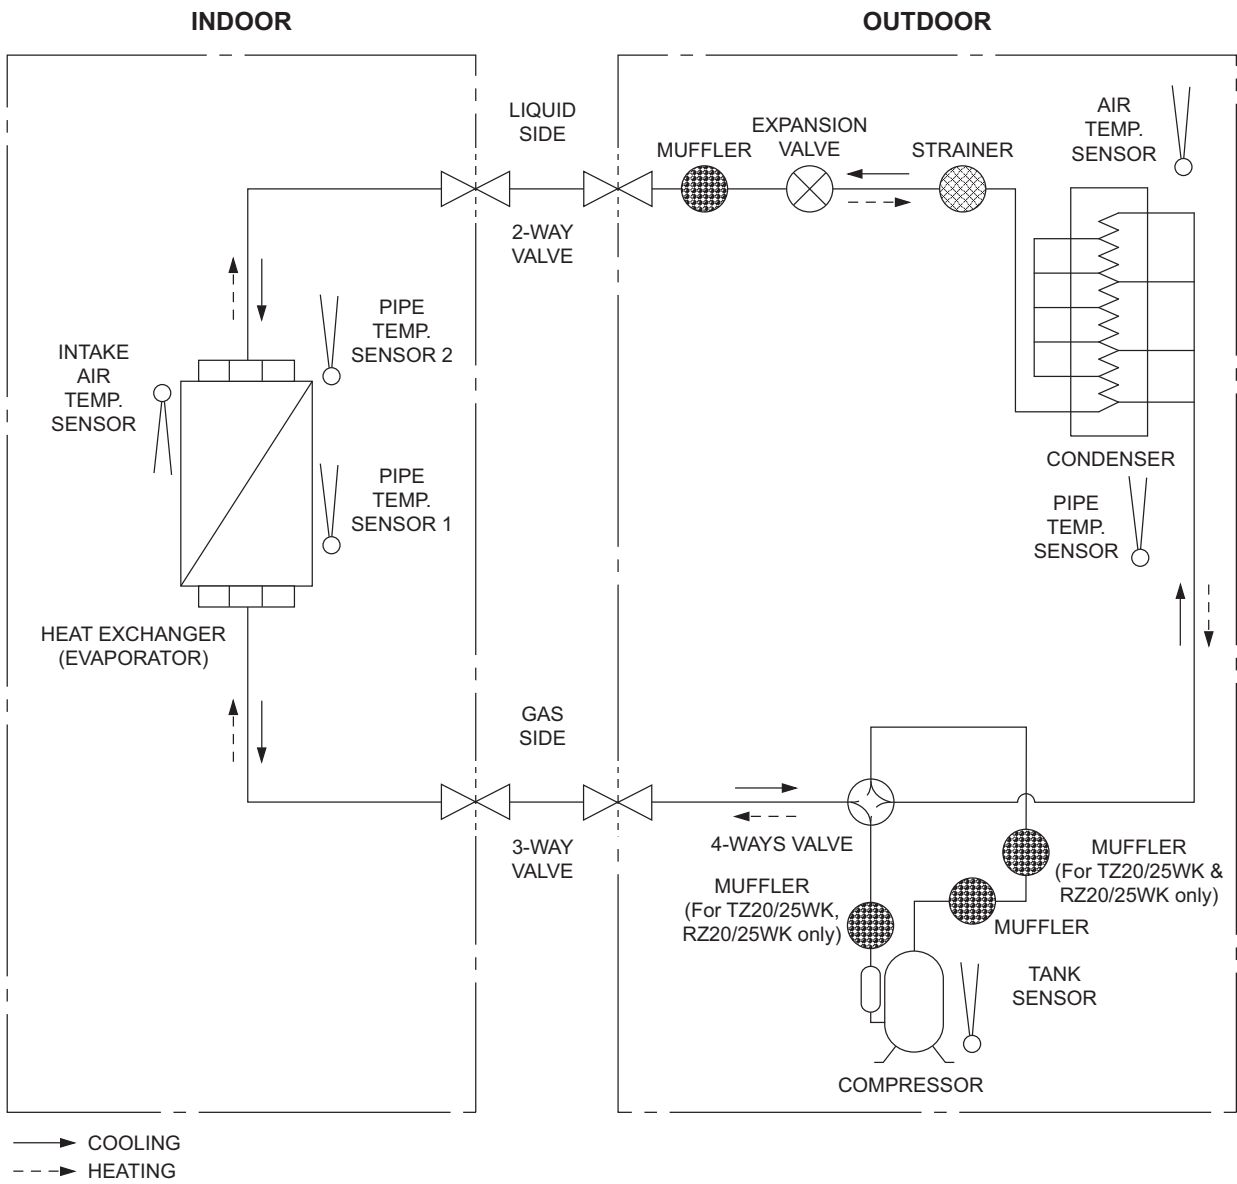 INDOOR
OUTDOOR
LIQUID
SIDE
MUFFLER
EXPANSION
VALVE
STRAINER
AIR
TEMP.
SENSOR
2-WAY
VALVE
PIPE
TEMP.
SENSOR 2
INTAKE
AIR
TEMP.
SENSOR
PIPE
TEMP.
SENSOR 1
CONDENSER
PIPE
TEMP.
SENSOR
HEAT EXCHANGER
(EVAPORATOR)
GAS
SIDE
3-WAY
VALVE
4-WAYS VALVE
MUFFLER
(For TZ20/25WK &
RZ20/25WK only)
MUFFLER
(For TZ20/25WK,
RZ20/25WK only)
MUFFLER
TANK
SENSOR
COMPRESSOR
COOLING
HEATING